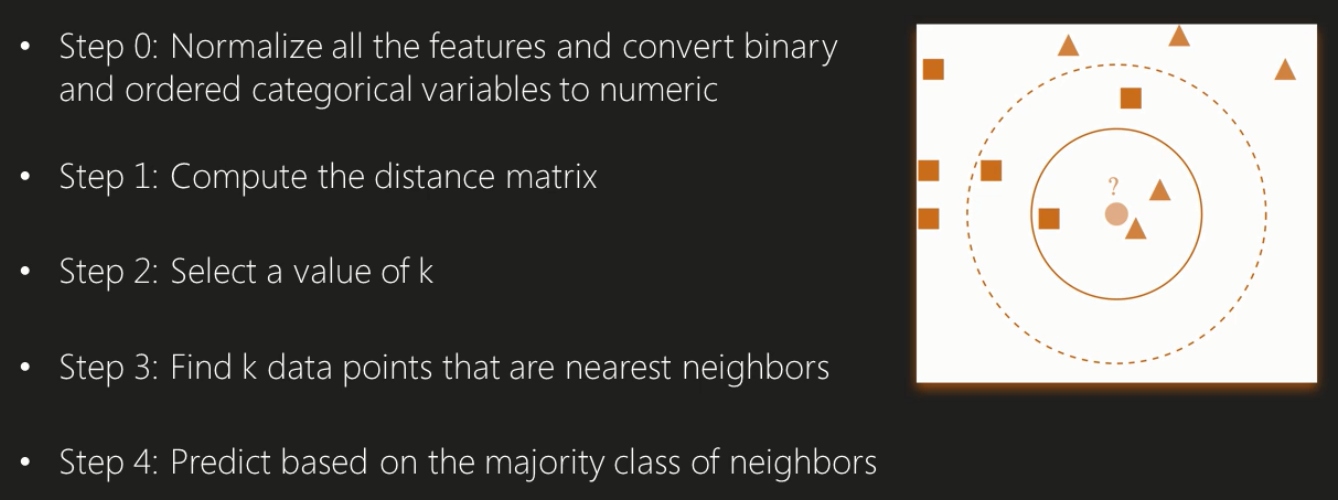 • Step 0: Normalize all the features and convert binary
and ordered categorical variables to numeric
• Step 1: Compute the distance matrix
• Step 2: Select a value of k
• Step 3: Find k data points that are nearest neighbors
• Step 4: Predict based on the majority class of neighbors
?